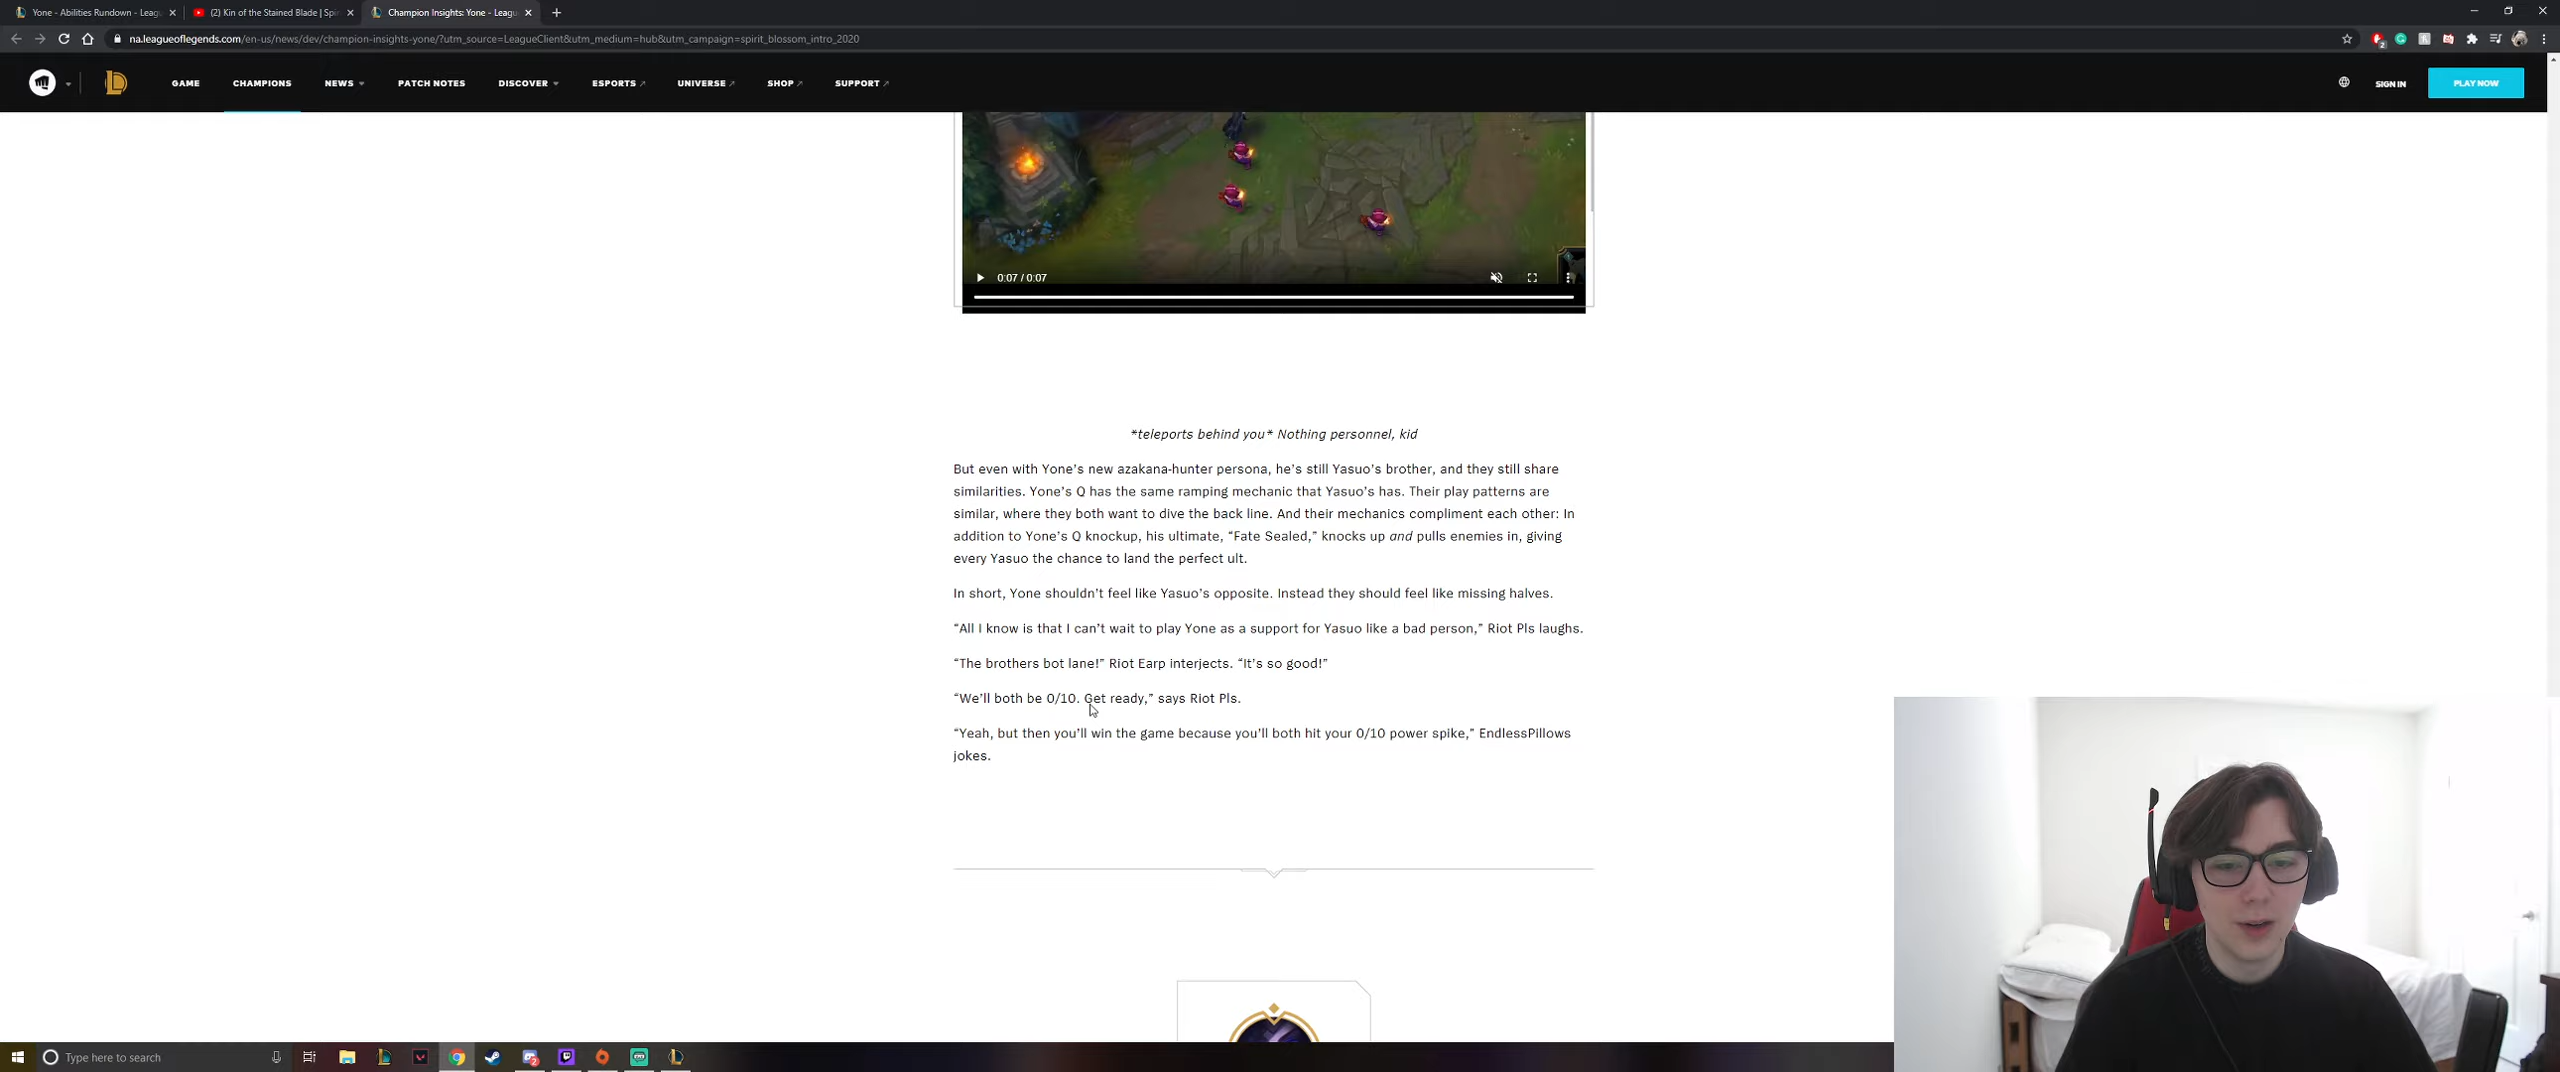 Yone - Abilities Rundown - Leagu
(2) Kin of the Stained Blade | Spir
Champion Insights: Yone - Leagu
na.leagueoflegends.com/en-us/news/dev/champion-insights-yone/?utm_source=LeagueClient&utm_medium=hub&utm_campaign=spirit_blossom_intro_2020
GAME CHAMPIONS NEWS PATCH NOTES DISCOVER ESPORTS UNIVERSE SHOP SUPPORT SIGN IN PLAY NOW
0:07 / 0:07
*teleports behind you* Nothing personnel, kid
But even with Yone’s new azakana-hunter persona, he’s still Yasuo’s brother, and they still share
similarities. Yone’s Q has the same ramping mechanic that Yasuo’s has. Their play patterns are
similar, where they both want to dive the back line. And their mechanics compliment each other: In
addition to Yone’s Q knockup, his ultimate, “Fate Sealed,” knocks up and pulls enemies in, giving
every Yasuo the chance to land the perfect ult.
In short, Yone shouldn’t feel like Yasuo’s opposite. Instead they should feel like missing halves.
“All I know is that I can’t wait to play Yone as a support for Yasuo like a bad person,” Riot Pls laughs.
“The brothers bot lane!” Riot Earp interjects. “It’s so good!”
“We’ll both be 0/10. Get ready,” says Riot Pls.
“Yeah, but then you’ll win the game because you’ll both hit your 0/10 power spike,” EndlessPillows
jokes.
Type here to search